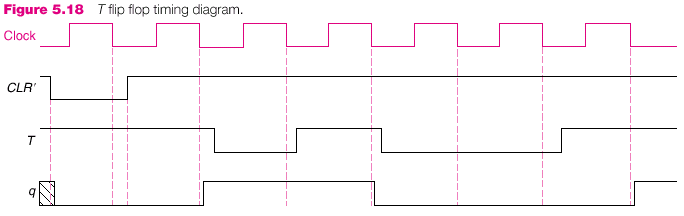 Figure 5.18 T flip flop timing diagram.
Clock
CLR′
T
q